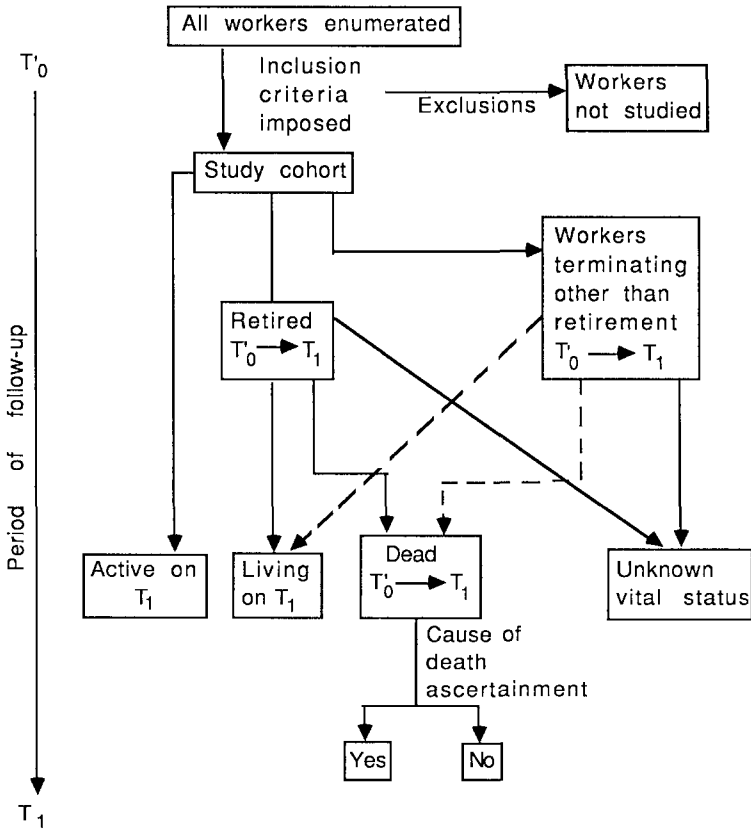 All workers enumerated
T'0
Inclusion
criteria
imposed
Exclusions
Workers
not studied
Study cohort
Workers
terminating
other than
retirement
T'0 → T1
Retired
T'0 → T1
Period of follow-up
Active on
T1
Living
on T1
Dead
T'0 → T1
Unknown
vital status
Cause of
death
ascertainment
Yes
No
T1